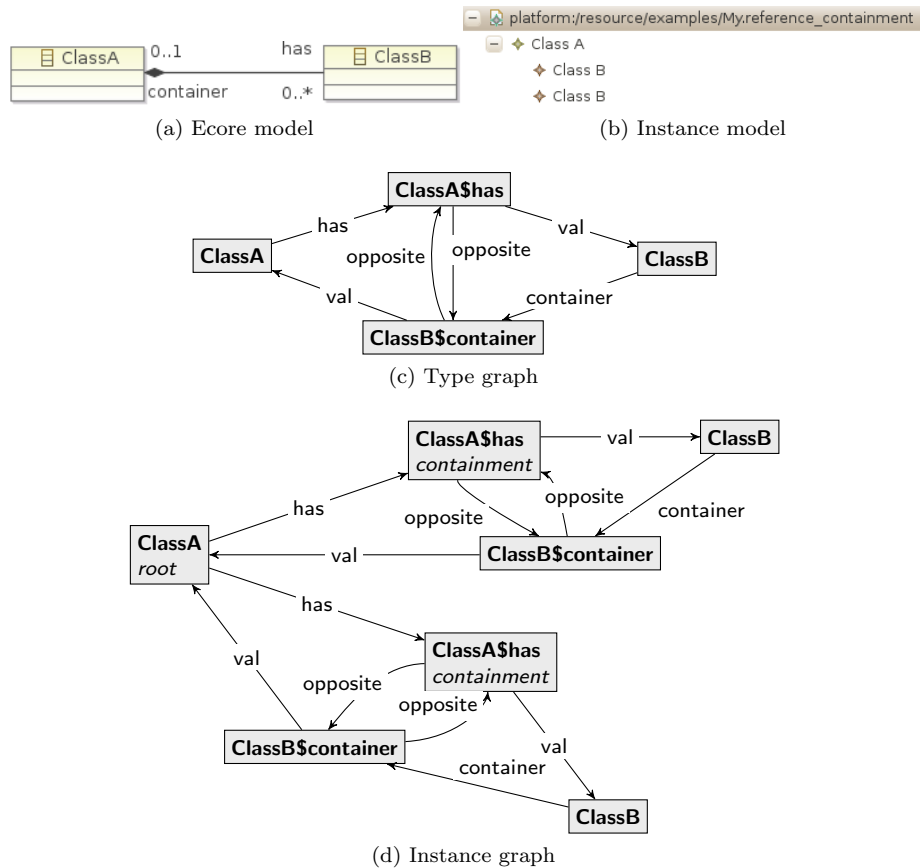 platform:/resource/examples/My.reference_containment
ClassA
0..1
has
ClassB
container
0..*
Class A
Class B
Class B
(a) Ecore model
(b) Instance model
ClassA$has
has
val
ClassA
opposite
opposite
ClassB
val
container
ClassB$container
(c) Type graph
ClassA$has
containment
val
ClassB
has
opposite
opposite
container
ClassA
root
val
ClassB$container
has
val
ClassA$has
containment
opposite
opposite
ClassB$container
val
container
ClassB
(d) Instance graph